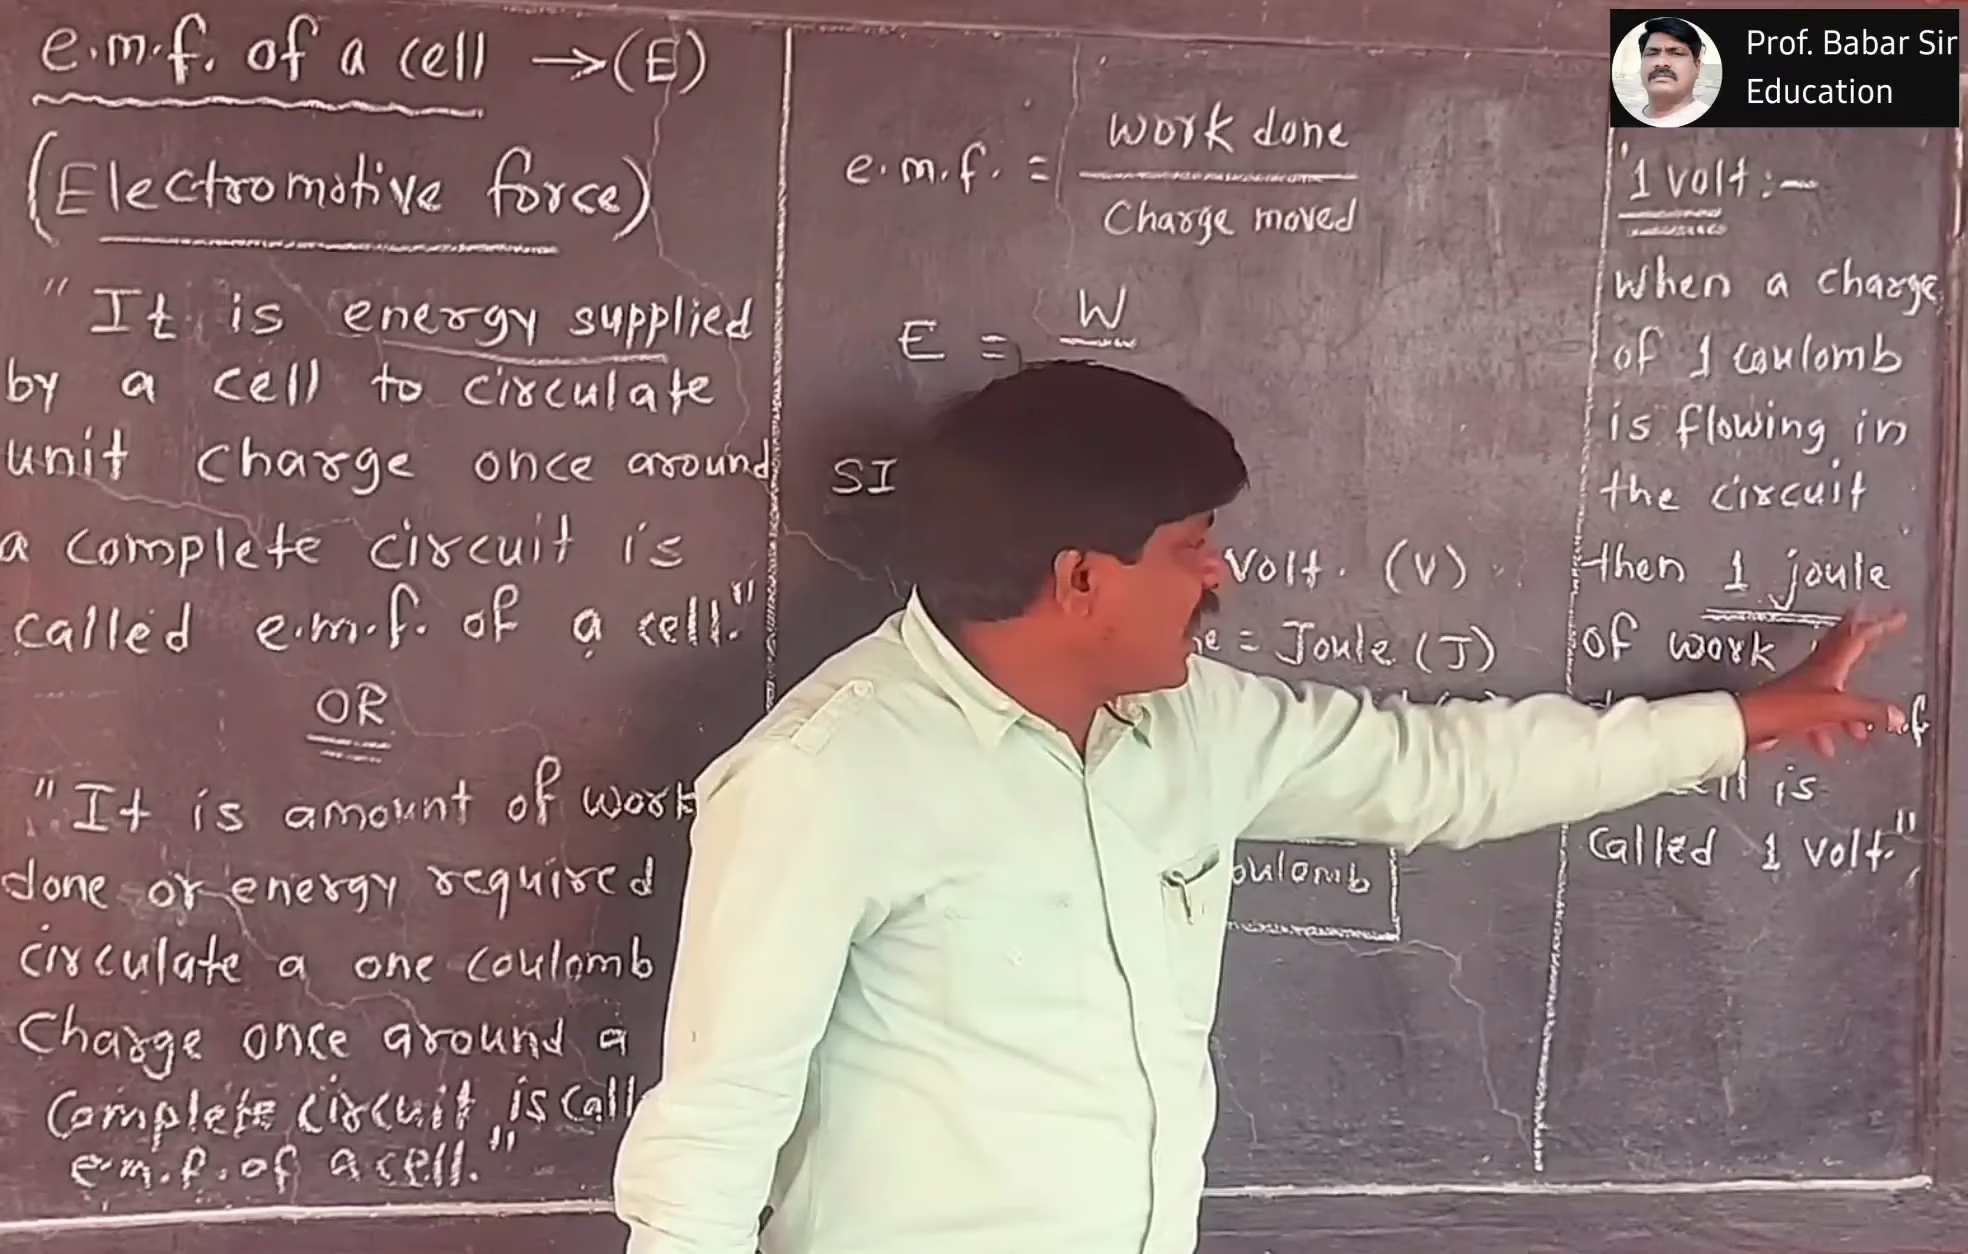 e.m.f. of a cell → (E)
(Electromotive force)
"It is energy supplied
by a cell to circulate
unit charge once around
a complete circuit is
called e.m.f. of a cell."
OR
"It is amount of work
done or energy required
circulate a one coulomb
Charge once around a
Complete circuit is call
e.m.f. of a cell."
e.m.f. = work done
Charge moved
E = W
SI
Volt. (V)
= Joule (J)
oulomb
Prof. Babar Sir
Education
1 volt :-
When a charge
of 1 coulomb
is flowing in
the circuit
then 1 joule
of work
is
called 1 volt."